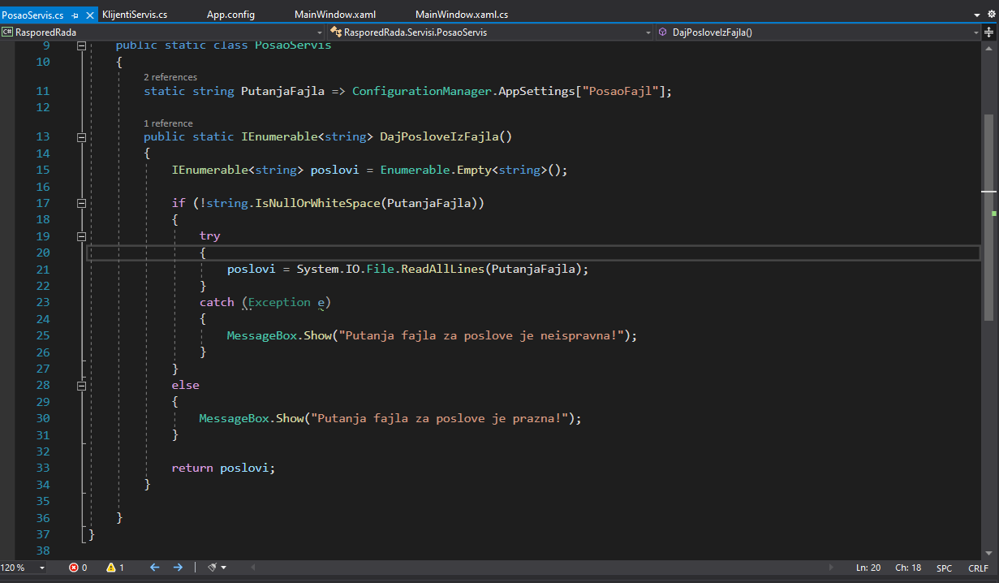 PosaoServis.cs KlijentiServis.cs App.config MainWindow.xaml MainWindow.xaml.cs
C# RasporedRada RasporedRada.Servisi.PosaoServis DajPosloveIzFajla()
9 public static class PosaoServis
10 {
2 references
11 static string PutanjaFajla => ConfigurationManager.AppSettings["PosaoFajl"];
12
1 reference
13 public static IEnumerable<string> DajPosloveIzFajla()
14 {
15 IEnumerable<string> poslovi = Enumerable.Empty<string>();
16
17 if (!string.IsNullOrWhiteSpace(PutanjaFajla))
18 {
19 try
20 {
21 poslovi = System.IO.File.ReadAllLines(PutanjaFajla);
22 }
23 catch (Exception e)
24 {
25 MessageBox.Show("Putanja fajla za poslove je neispravna!");
26 }
27 }
28 else
29 {
30 MessageBox.Show("Putanja fajla za poslove je prazna!");
31 }
32
33 return poslovi;
34 }
35
36 }
37 }
38
120 % 0 1 Ln: 20 Ch: 18 SPC CRLF